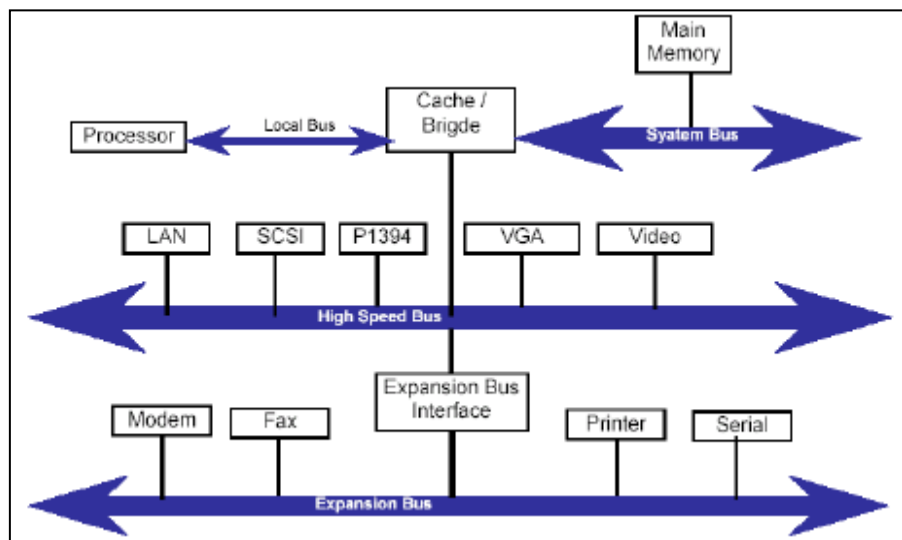 Main
Memory
Cache /
Brigde
Local Bus
Processor
Syatem Bus
LAN
SCSI
P1394
VGA
Video
High Speed Bus
Expansion Bus
Interface
Modem
Fax
Printer
Serial
Expansion Bus